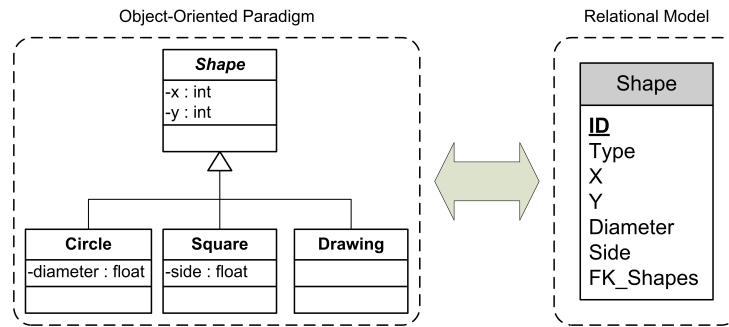 Object-Oriented Paradigm
Relational Model
Shape
-x : int
-y : int
Circle
-diameter : float
Square
-side : float
Drawing
Shape
ID
Type
X
Y
Diameter
Side
FK_Shapes